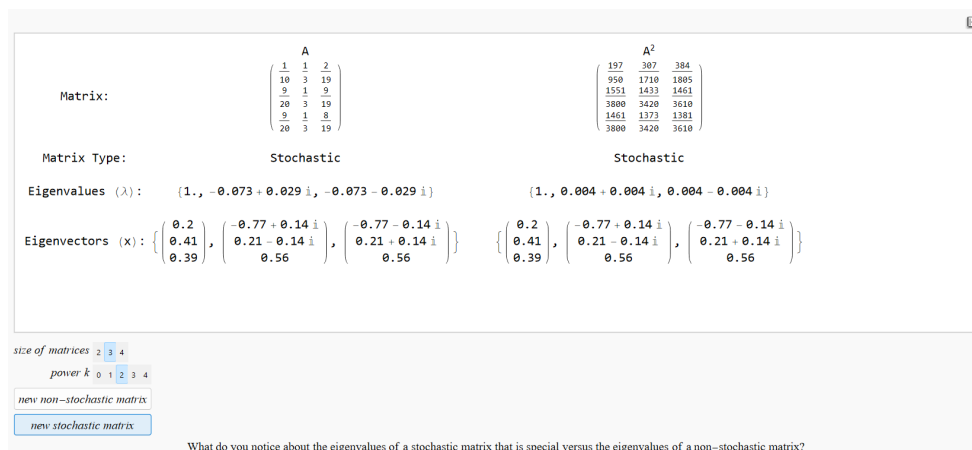 A A²
Matrix: ( 1/10 1/3 2/19 ) ( 197/950 307/1710 384/1805 )
( 9/20 1/3 9/19 ) ( 1551/3800 1433/3420 1461/3610 )
( 9/20 1/3 8/19 ) ( 1461/3800 1373/3420 1381/3610 )
Matrix Type: Stochastic Stochastic
Eigenvalues (λ): {1., -0.073 + 0.029 i, -0.073 - 0.029 i} {1., 0.004 + 0.004 i, 0.004 - 0.004 i}
0.2 -0.77 + 0.14 i -0.77 - 0.14 i 0.2 -0.77 + 0.14 i -0.77 - 0.14 i
Eigenvectors (x): { 0.41 , 0.21 - 0.14 i , 0.21 + 0.14 i } { 0.41 , 0.21 - 0.14 i , 0.21 + 0.14 i }
0.39 0.56 0.56 0.39 0.56 0.56
size of matrices 2 3 4
power k 0 1 2 3 4
new non-stochastic matrix
new stochastic matrix
What do you notice about the eigenvalues of a stochastic matrix that is special versus the eigenvalues of a non-stochastic matrix?